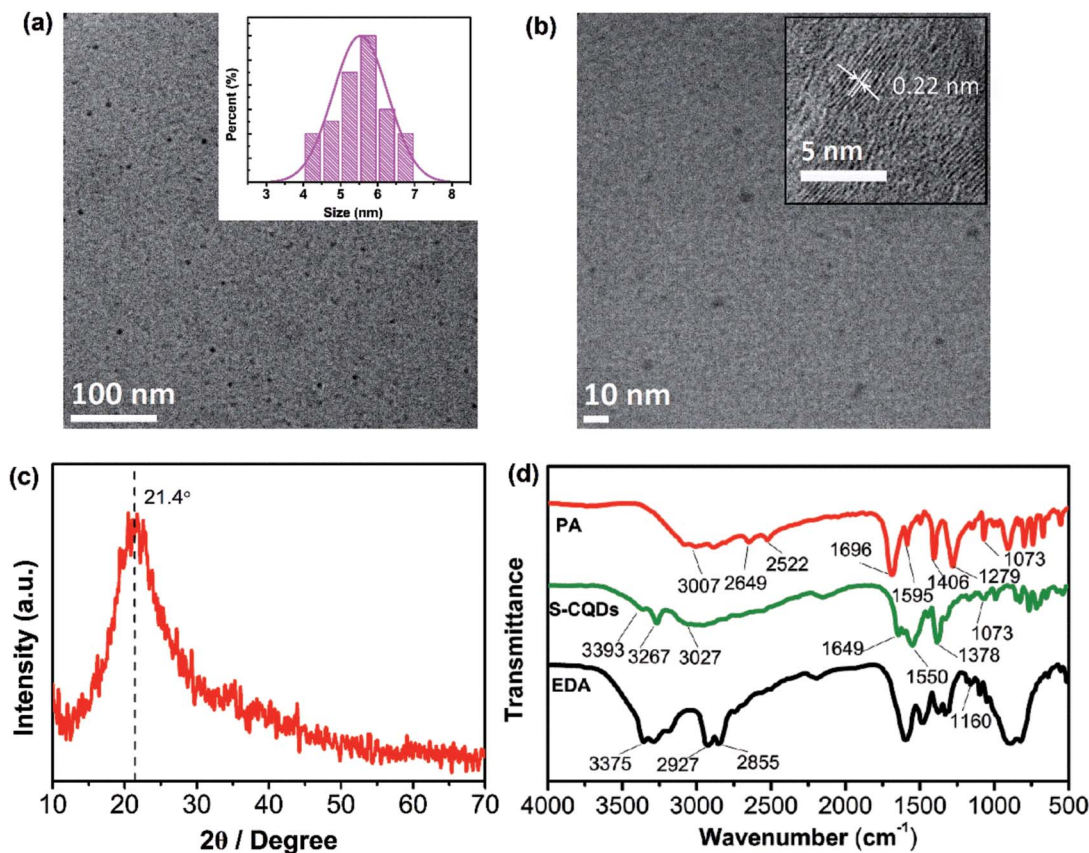 (a)
Percent (%)
3 4 5 6 7 8
Size (nm)
100 nm
(b)
0.22 nm
5 nm
10 nm
(c)
21.4°
Intensity (a.u.)
10 20 30 40 50 60 70
2θ / Degree
(d)
PA
3007
2649
2522
1696
1595
1406
1279
1073
S-CQDs
3393
3267
3027
1649
1550
1378
1073
EDA
3375
2927
2855
1160
Transmittance
4000 3500 3000 2500 2000 1500 1000 500
Wavenumber (cm⁻¹)